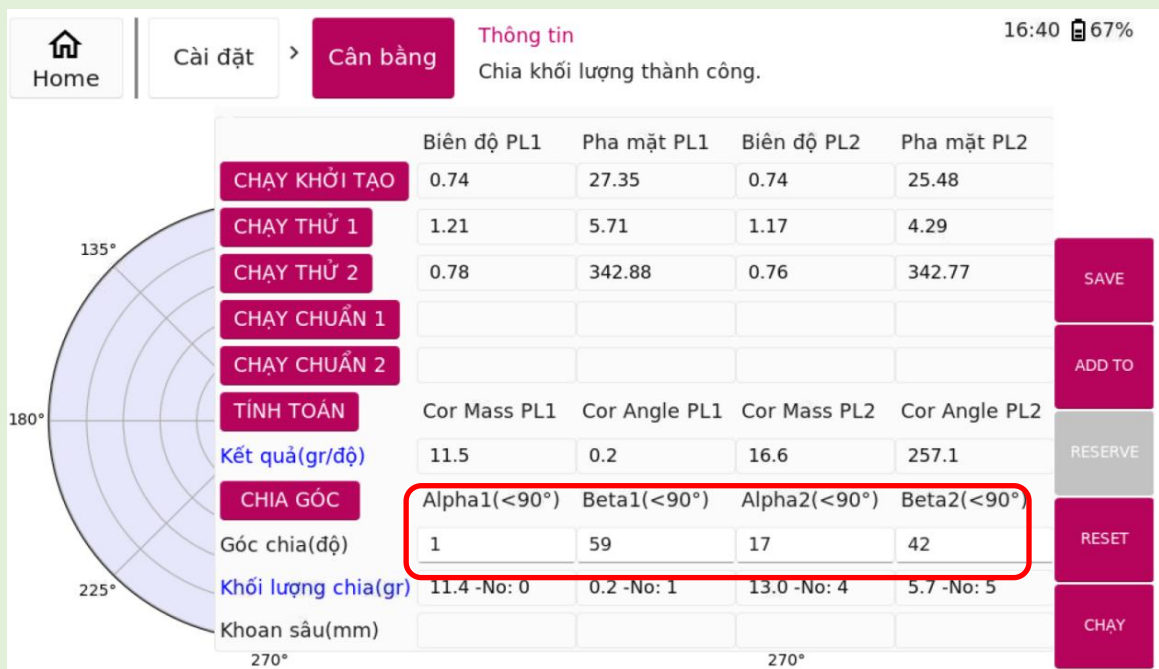 Home
Cài đặt > Cân bằng
Thông tin
Chia khối lượng thành công.
16:40 67%
Biên độ PL1 Pha mặt PL1 Biên độ PL2 Pha mặt PL2
CHẠY KHỞI TẠO 0.74 27.35 0.74 25.48
CHẠY THỬ 1 1.21 5.71 1.17 4.29
135°
CHẠY THỬ 2 0.78 342.88 0.76 342.77
SAVE
CHẠY CHUẨN 1
CHẠY CHUẨN 2
ADD TO
180°
TÍNH TOÁN Cor Mass PL1 Cor Angle PL1 Cor Mass PL2 Cor Angle PL2
Kết quả(gr/độ) 11.5 0.2 16.6 257.1
RESERVE
CHIA GÓC Alpha1(<90°) Beta1(<90°) Alpha2(<90°) Beta2(<90°)
Góc chia(độ) 1 59 17 42
RESET
225°
Khối lượng chia(gr) 11.4 -No: 0 0.2 -No: 1 13.0 -No: 4 5.7 -No: 5
Khoan sâu(mm)
CHẠY
270° 270°